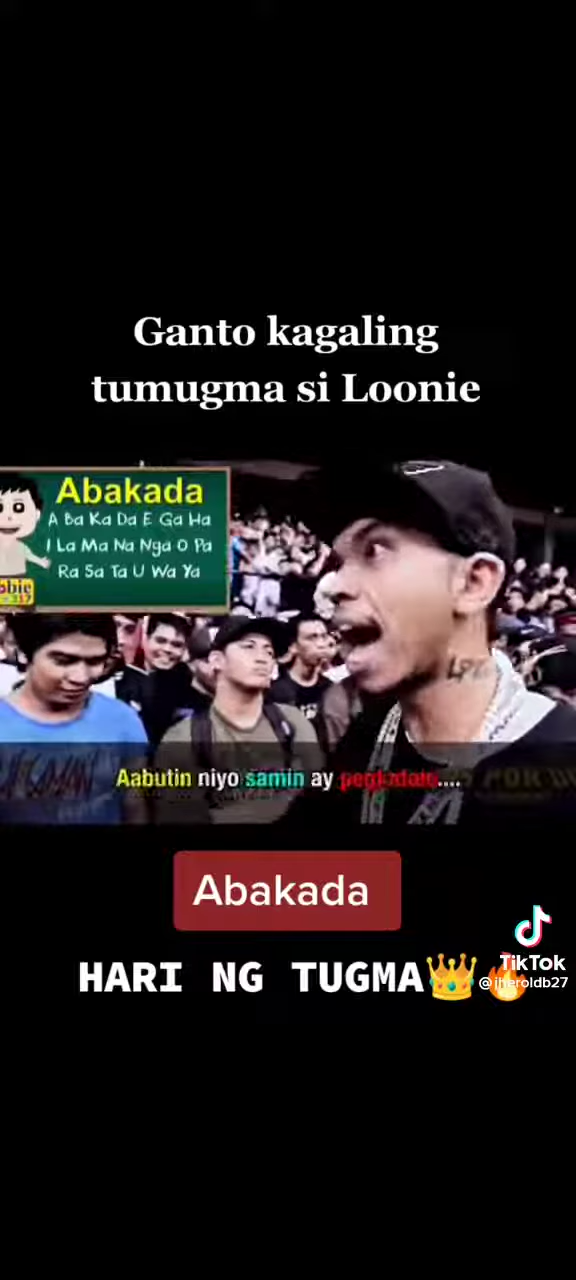 Ganto kagaling
tumugma si Loonie
Abakada
A Ba Ka Da E Ga Ha
I La Ma Na Nga O Pa
Ra Sa Ta U Wa Ya
Aabutin niyo samin ay
Abakada
HARI NG TUGMA👑🔥
TikTok
@jheroldb27